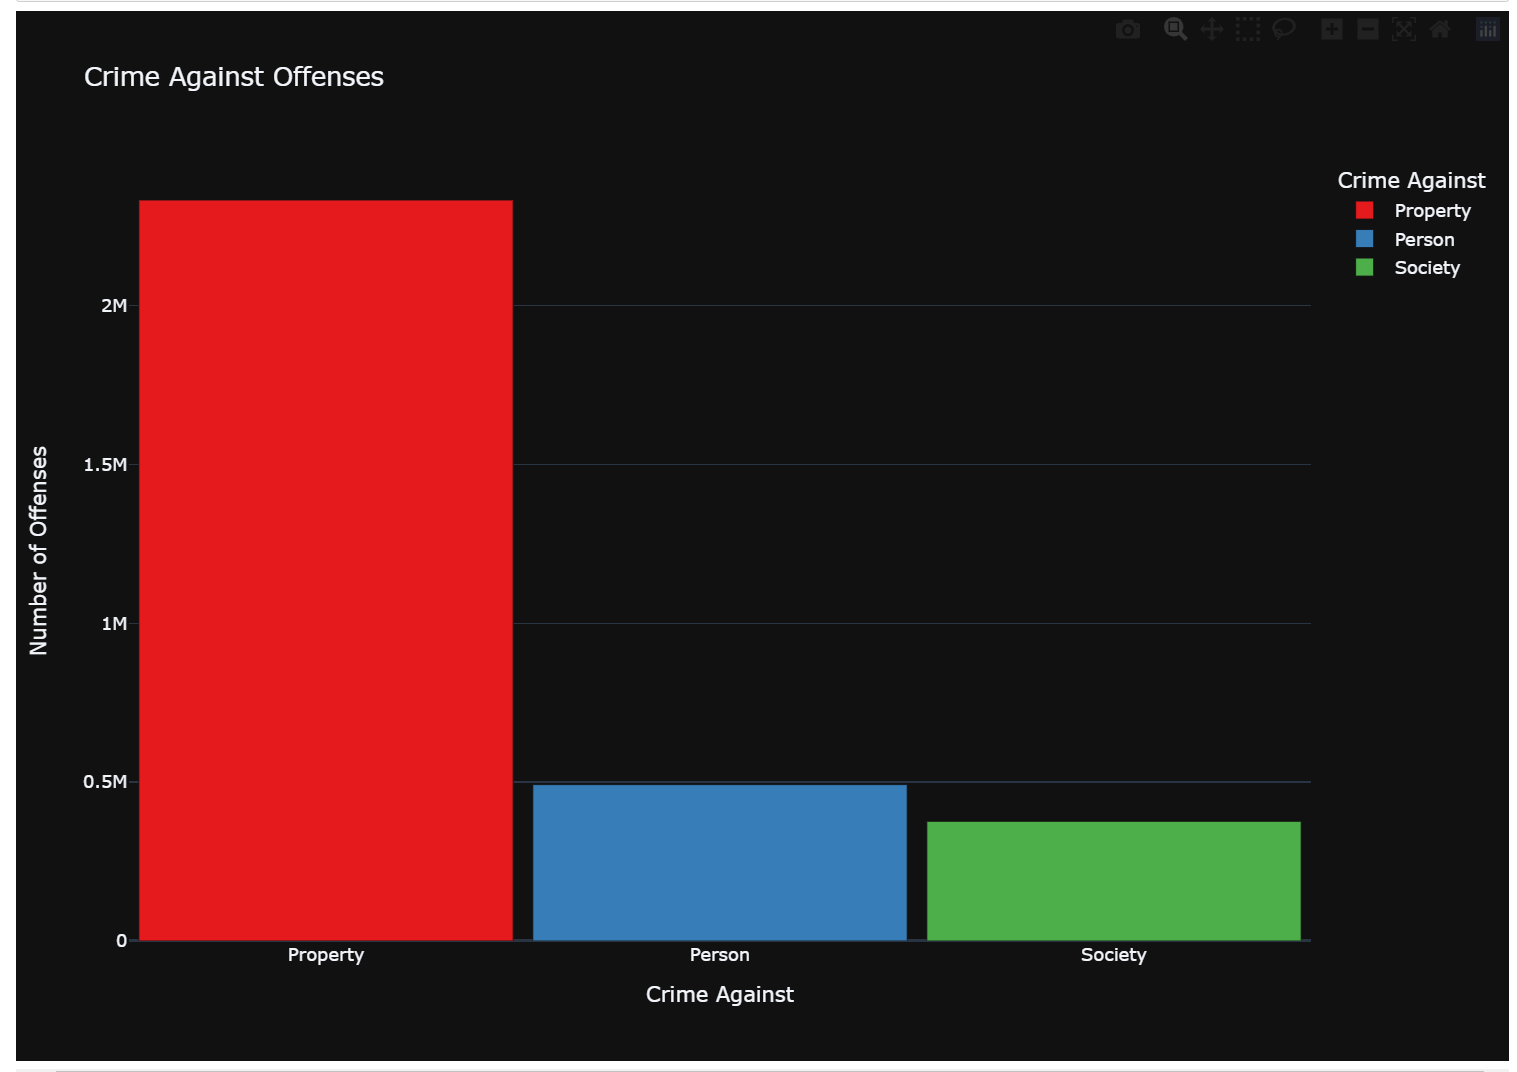 Crime Against Offenses
Crime Against
Property
Person
Society
Number of Offenses
2M
1.5M
1M
0.5M
0
Property
Person
Society
Crime Against